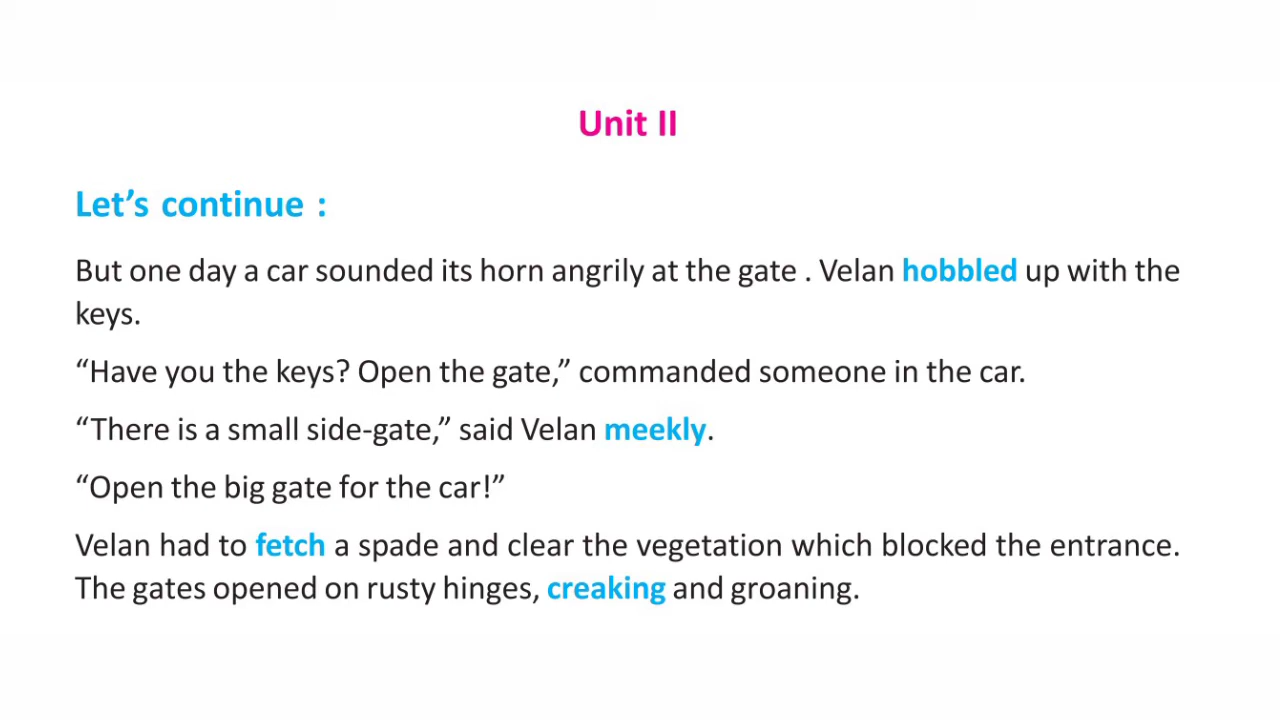 Unit II
Let’s continue :
But one day a car sounded its horn angrily at the gate . Velan hobbled up with the
keys.
“Have you the keys? Open the gate,” commanded someone in the car.
“There is a small side-gate,” said Velan meekly.
“Open the big gate for the car!”
Velan had to fetch a spade and clear the vegetation which blocked the entrance.
The gates opened on rusty hinges, creaking and groaning.